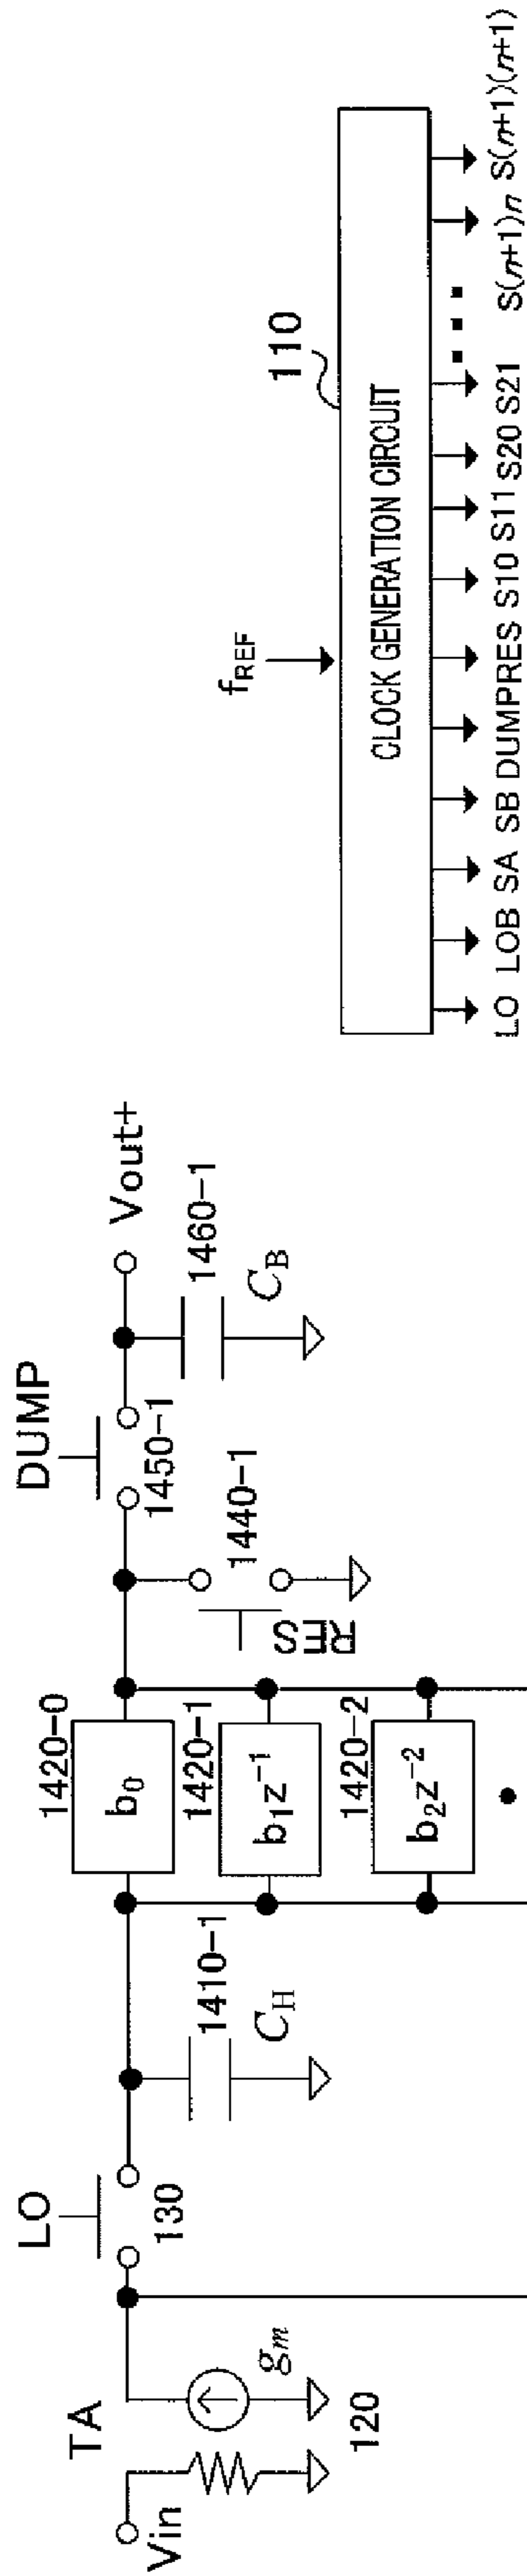 TA
Vin
gm
120
LO
130
1410-1
CH
1420-0
b0
1420-1
b1z-1
1420-2
b2z-2
RES
1440-1
DUMP
1450-1
Vout+
1460-1
CB
fREF
110
CLOCK GENERATION CIRCUIT
LO LOB SA SB DUMPRES S10 S11 S20 S21 S(n+1)n S(n+1)(n+1)